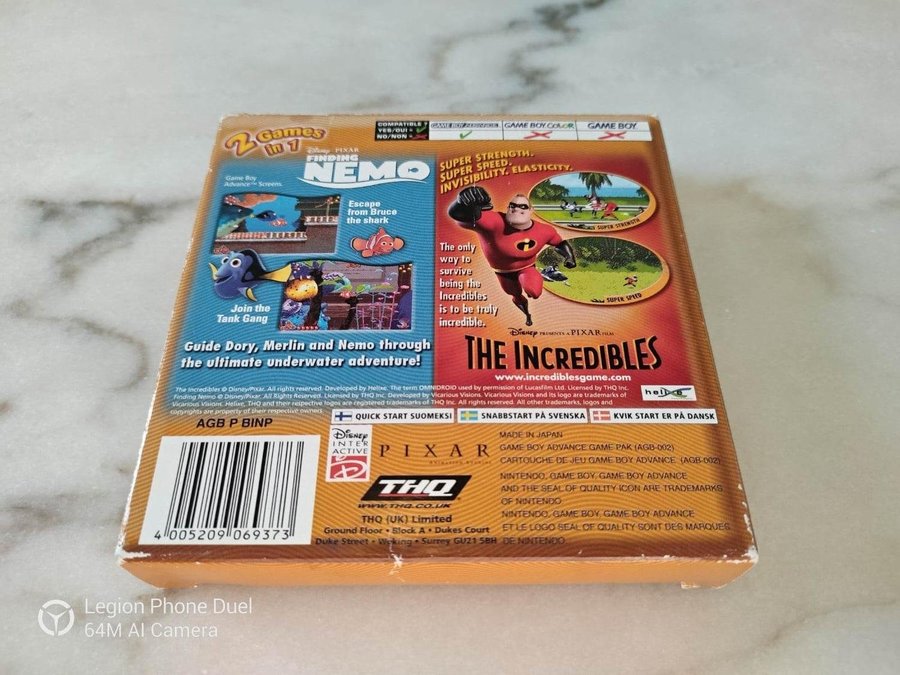 2 Games in 1
COMPATIBLE
YES/OUI =
NO/NON =
GAME BOY ADVANCE
GAME BOY COLOR
GAME BOY
Disney PIXAR
FINDING
NEMO
Game Boy
Advance™ Screens.
Escape
from Bruce
the shark
Join the
Tank Gang
Guide Dory, Merlin and Nemo through
the ultimate underwater adventure!
SUPER STRENGTH.
SUPER SPEED.
INVISIBILITY. ELASTICITY.
SUPER STRENGTH
SUPER SPEED
The only
way to
survive
being the
Incredibles
is to be truly
incredible.
Disney PRESENTS A PIXAR FILM
THE INCREDIBLES
www.incrediblesgame.com
The Incredibles © Disney/Pixar. All rights reserved. Developed by Helixe. The term OMNIDROID used by permission of Lucasfilm Ltd. Licensed by THQ Inc.
Finding Nemo © Disney/Pixar. All Rights Reserved. Licensed by THQ Inc. Developed by Vicarious Visions. Vicarious Visions and its logo are trademarks of
Vicarious Visions. Helixe, THQ and their respective logos are registered trademarks of THQ Inc. All rights reserved. All other trademarks, logos and
copyrights are property of their respective owners.
helixe
QUICK START SUOMEKSI
SNABBSTART PÅ SVENSKA
KVIK START ER PÅ DANSK
AGB P BINP
4 005209 069373
Disney
INTER
ACTIVE
PIXAR
THQ
WWW.THQ.CO.UK
THQ (UK) Limited
Ground Floor • Block A • Dukes Court
Duke Street • Woking • Surrey GU21 5BH
MADE IN JAPAN
GAME BOY ADVANCE GAME PAK (AGB-002)
CARTOUCHE DE JEU GAME BOY ADVANCE. (AGB-002)
NINTENDO, GAME BOY, GAME BOY ADVANCE
AND THE SEAL OF QUALITY ICON ARE TRADEMARKS
OF NINTENDO.
NINTENDO, GAME BOY, GAME BOY ADVANCE
ET LE LOGO SEAL OF QUALITY SONT DES MARQUES
DE NINTENDO.
Legion Phone Duel
64M AI Camera